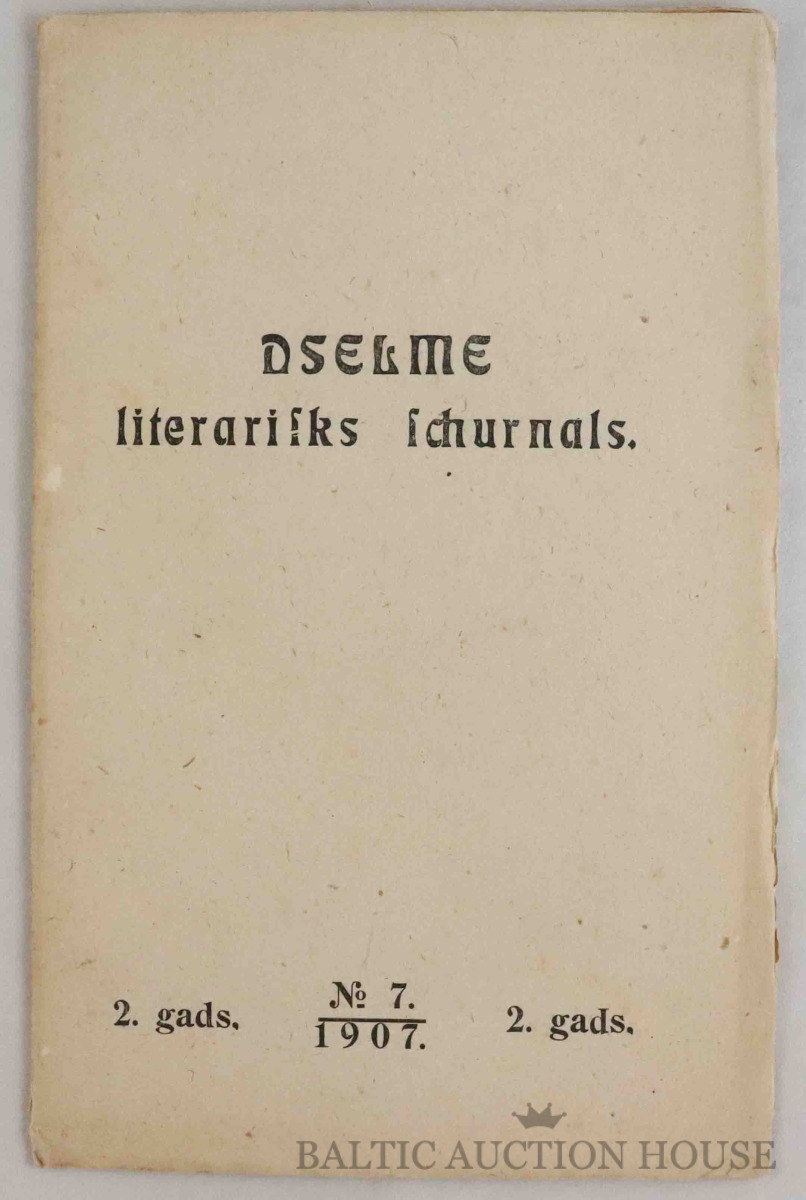 DSELME
literariſks ſchurnals.
2. gads. № 7. 2. gads.
1907.
BALTIC AUCTION HOUSE